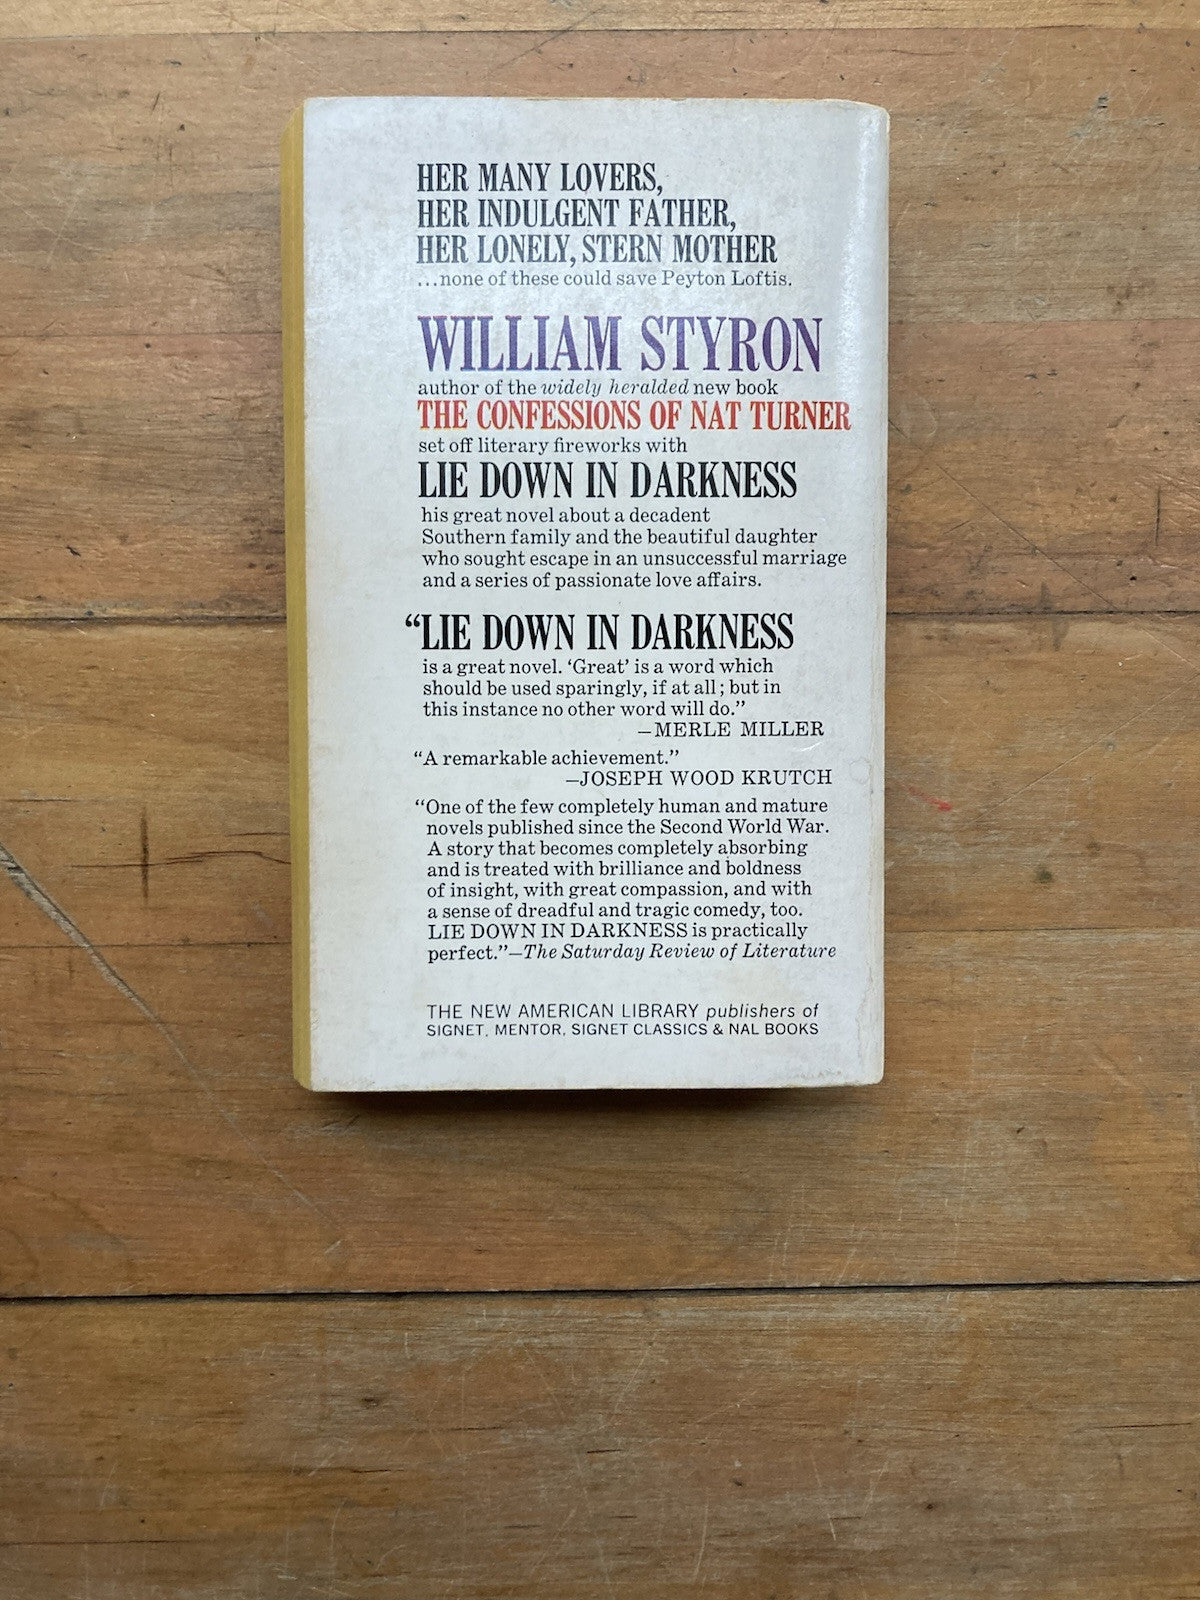 HER MANY LOVERS,
HER INDULGENT FATHER,
HER LONELY, STERN MOTHER
...none of these could save Peyton Loftis.
WILLIAM STYRON
author of the widely heralded new book
THE CONFESSIONS OF NAT TURNER
set off literary fireworks with
LIE DOWN IN DARKNESS
his great novel about a decadent
Southern family and the beautiful daughter
who sought escape in an unsuccessful marriage
and a series of passionate love affairs.
“LIE DOWN IN DARKNESS
is a great novel. ‘Great’ is a word which
should be used sparingly, if at all; but in
this instance no other word will do.”
—MERLE MILLER
“A remarkable achievement.”
—JOSEPH WOOD KRUTCH
“One of the few completely human and mature
novels published since the Second World War.
A story that becomes completely absorbing
and is treated with brilliance and boldness
of insight, with great compassion, and with
a sense of dreadful and tragic comedy, too.
LIE DOWN IN DARKNESS is practically
perfect.”—The Saturday Review of Literature
THE NEW AMERICAN LIBRARY publishers of
SIGNET, MENTOR, SIGNET CLASSICS & NAL BOOKS